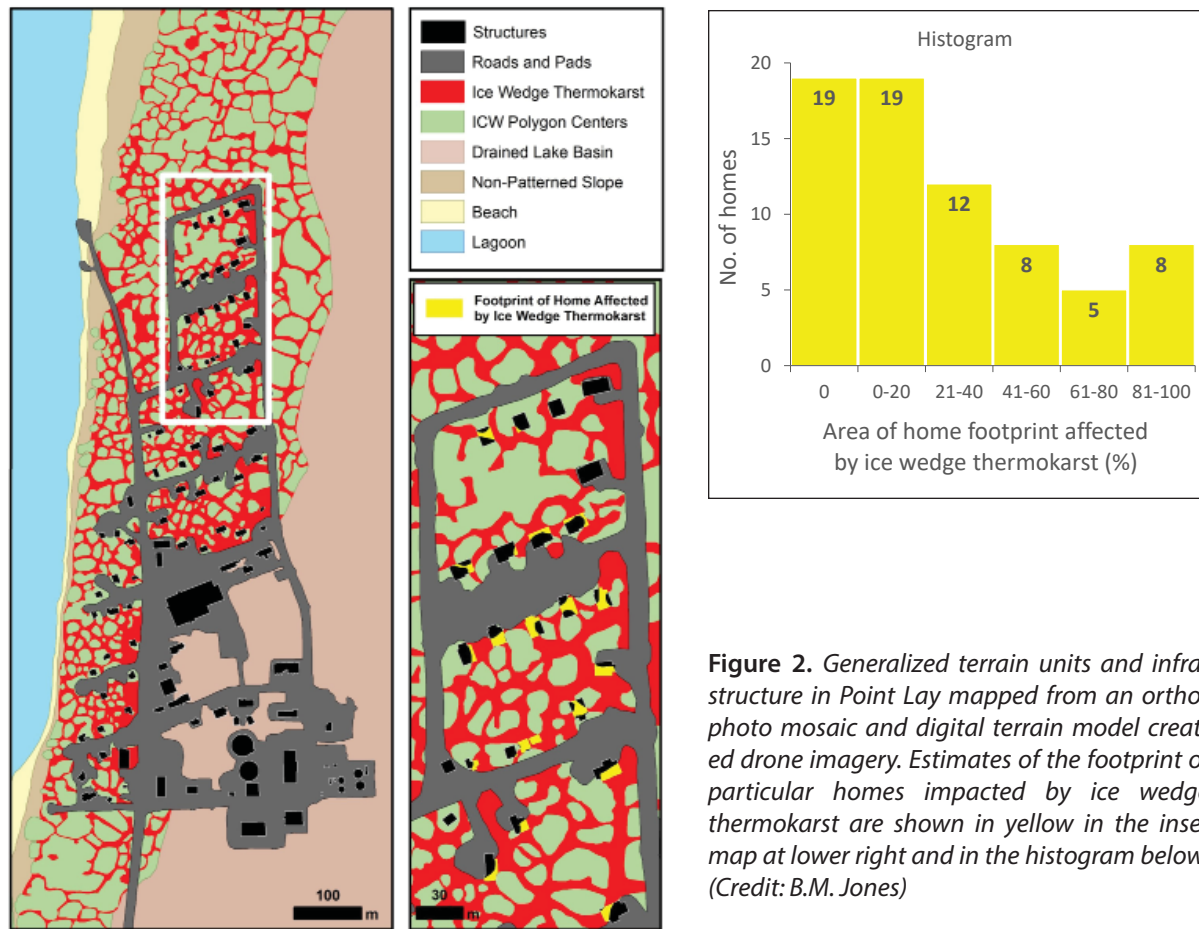 Structures
Roads and Pads
Ice Wedge Thermokarst
ICW Polygon Centers
Drained Lake Basin
Non-Patterned Slope
Beach
Lagoon
100
m
Footprint of Home Affected
by Ice Wedge Thermokarst
30
m
Histogram
No. of homes
20
15
10
5
0
19
19
12
8
5
8
0
0-20
21-40
41-60
61-80
81-100
Area of home footprint affected
by ice wedge thermokarst (%)
Figure 2. Generalized terrain units and infra
structure in Point Lay mapped from an ortho
photo mosaic and digital terrain model creat
ed drone imagery. Estimates of the footprint o
particular homes impacted by ice wedg
thermokarst are shown in yellow in the inse
map at lower right and in the histogram below
(Credit: B.M. Jones)